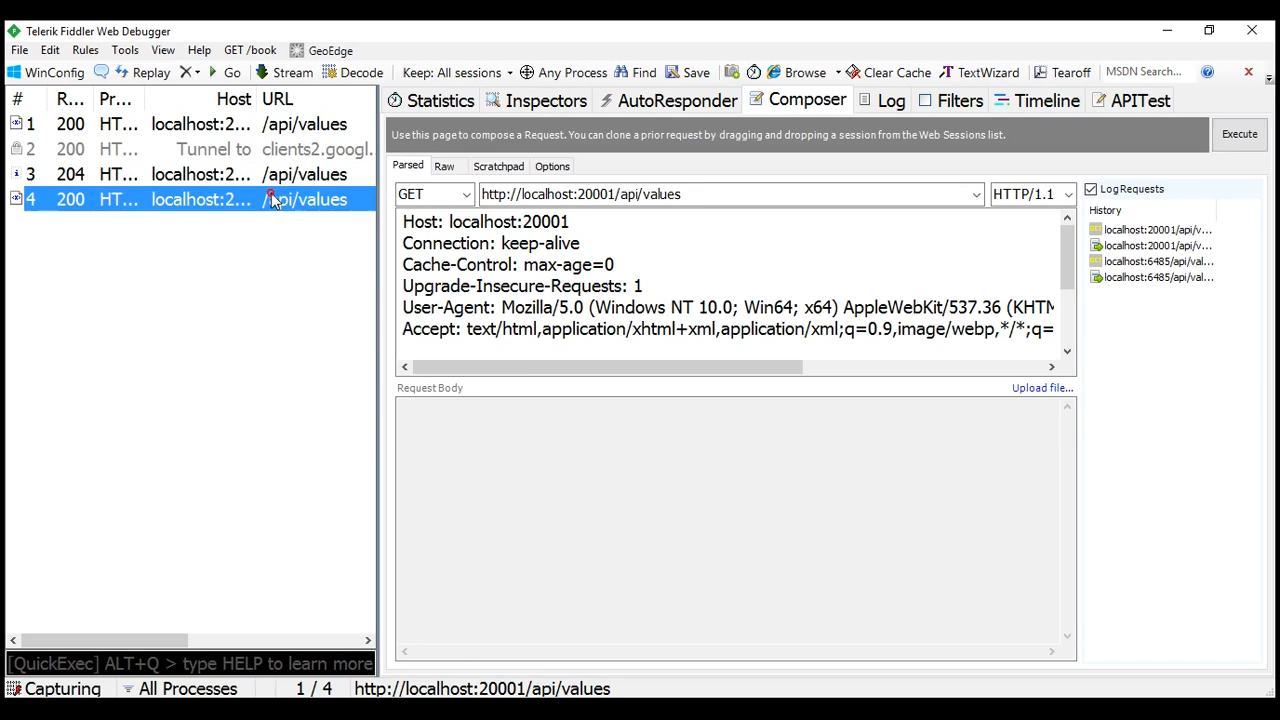 Telerik Fiddler Web Debugger
File Edit Rules Tools View Help GET /book GeoEdge
WinConfig Replay Go Stream Decode Keep: All sessions Any Process Find Save Browse Clear Cache TextWizard Tearoff MSDN Search...
# R... Pr... Host URL
1 200 HT... localhost:2... /api/values
2 200 HT... Tunnel to clients2.googl.
3 204 HT... localhost:2... /api/values
4 200 HT... localhost:2... /api/values
Statistics Inspectors AutoResponder Composer Log Filters Timeline APITest
Use this page to compose a Request. You can clone a prior request by dragging and dropping a session from the Web Sessions list.
Execute
Parsed Raw Scratchpad Options
GET http://localhost:20001/api/values HTTP/1.1
Host: localhost:20001
Connection: keep-alive
Cache-Control: max-age=0
Upgrade-Insecure-Requests: 1
User-Agent: Mozilla/5.0 (Windows NT 10.0; Win64; x64) AppleWebKit/537.36 (KHTM
Accept: text/html,application/xhtml+xml,application/xml;q=0.9,image/webp,*/*;q=
Request Body Upload file...
Log Requests
History
localhost:20001/api/v...
localhost:20001/api/v...
localhost:6485/api/val...
localhost:6485/api/val...
[QuickExec] ALT+Q > type HELP to learn more
Capturing All Processes 1 / 4 http://localhost:20001/api/values